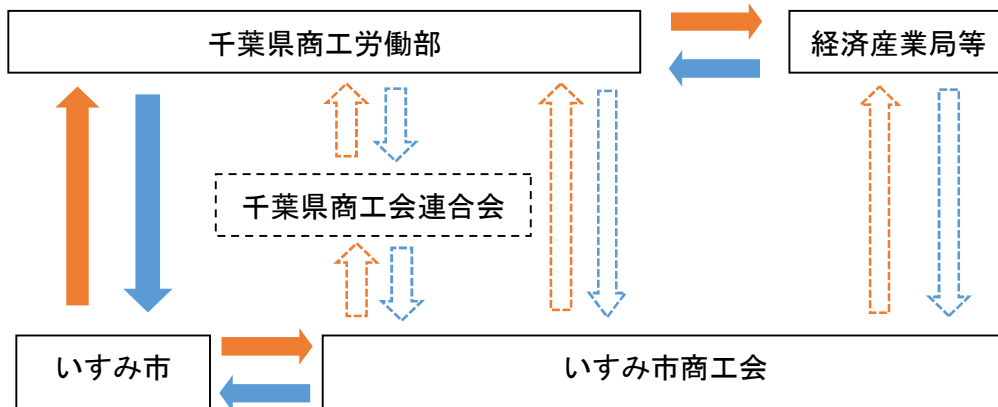 千葉県商工労働部
経済産業局等
千葉県商工会連合会
いすみ市
いすみ市商工会